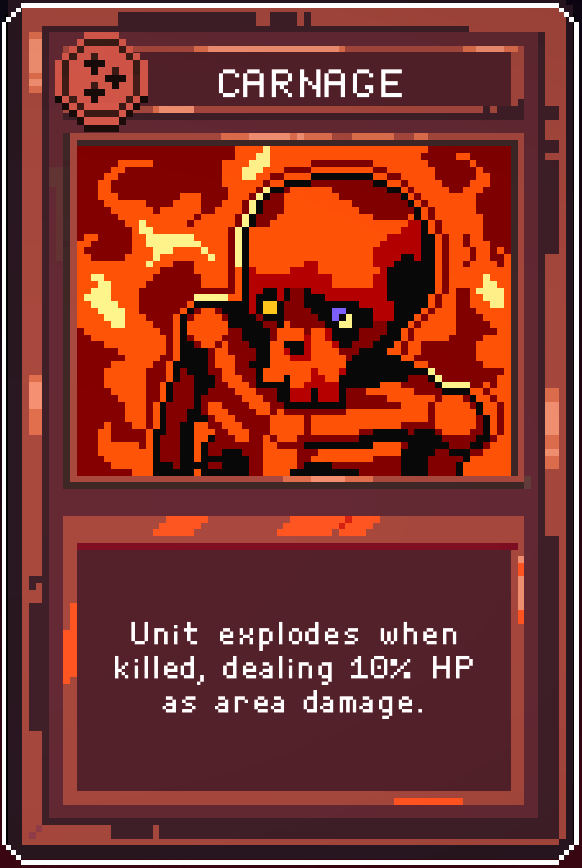 CARNAGE
Unit explodes when
killed, dealing 10% HP
as area damage.